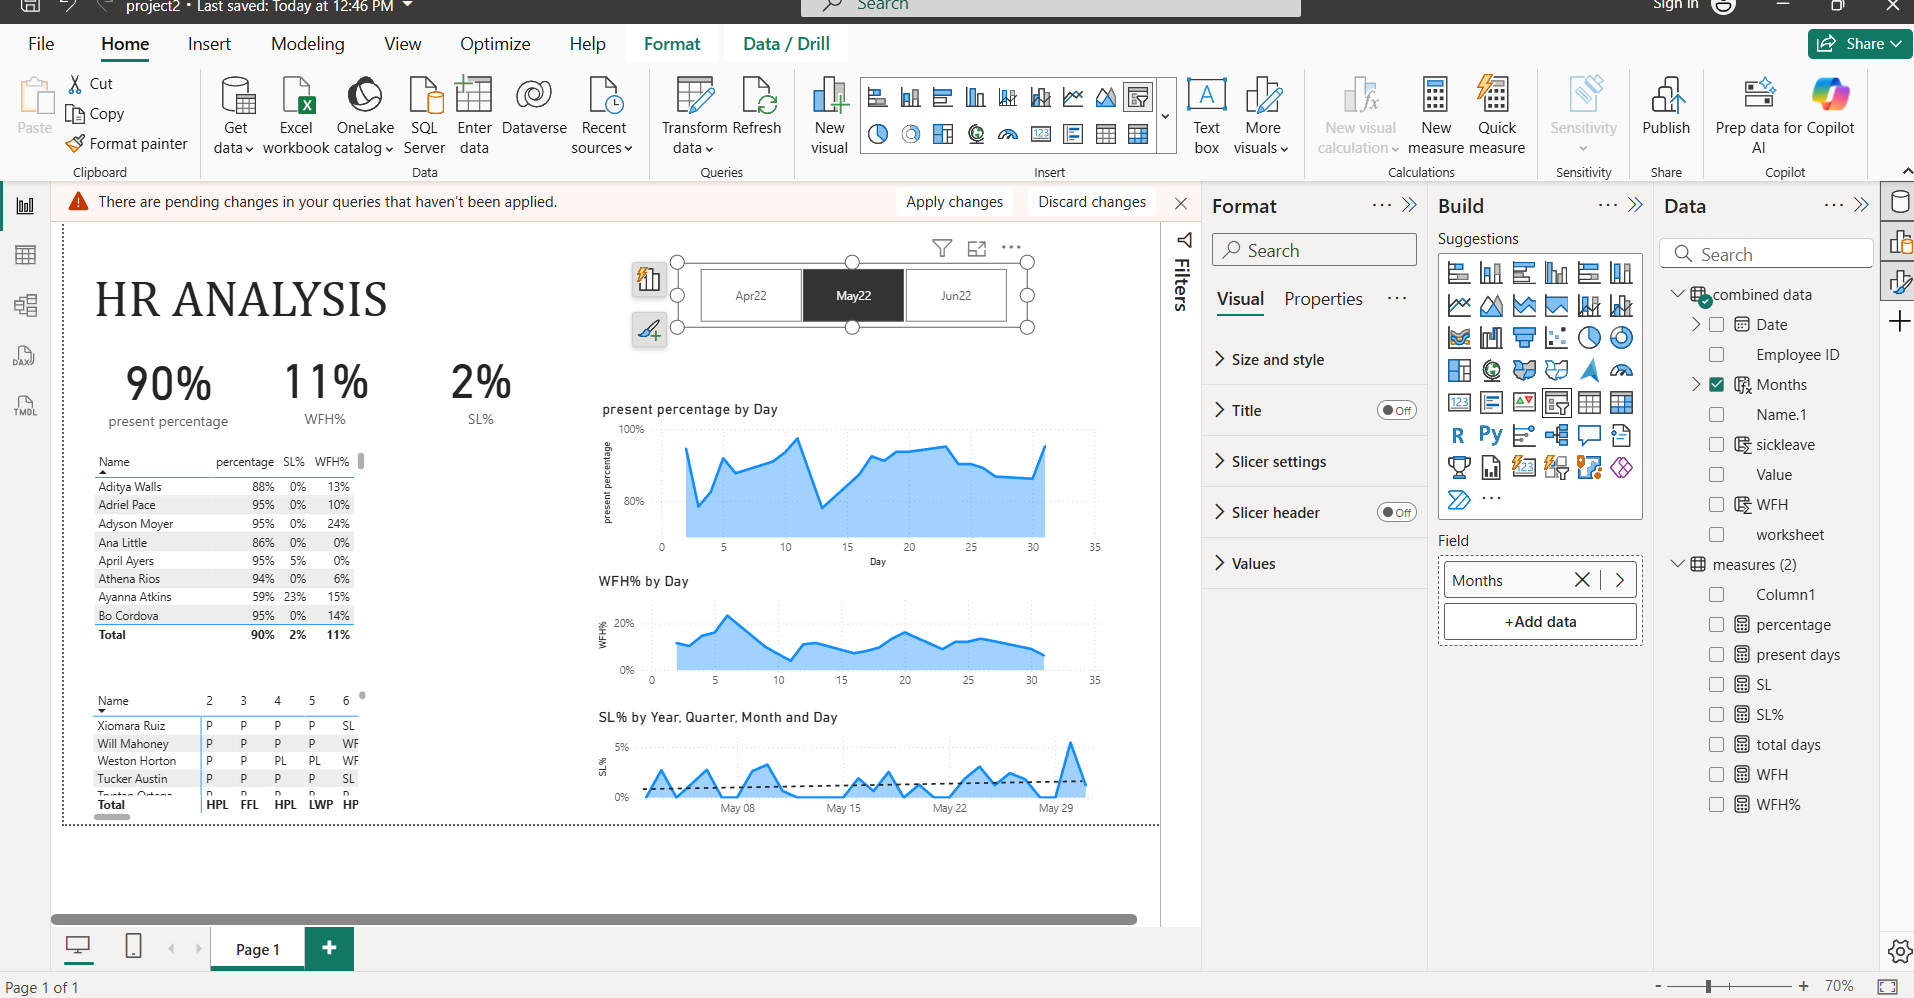 project2 • Last saved: Today at 12:46 PM
Search
Sign in
File Home Insert Modeling View Optimize Help Format Data / Drill
Share
Paste
Cut
Copy
Format painter
Clipboard
Get data
Excel workbook
OneLake catalog
SQL Server
Enter data
Dataverse
Recent sources
Data
Transform data
Refresh
Queries
New visual
Text box
More visuals
Insert
New visual calculation
New measure
Quick measure
Calculations
Sensitivity
Sensitivity
Publish
Share
Prep data for AI
Copilot
Copilot
There are pending changes in your queries that haven't been applied.
Apply changes
Discard changes
DAX
TMDL
HR ANALYSIS
Apr22 May22 Jun22
90%
present percentage
11%
WFH%
2%
SL%
Name percentage SL% WFH%
Aditya Walls 88% 0% 13%
Adriel Pace 95% 0% 10%
Adyson Moyer 95% 0% 24%
Ana Little 86% 0% 0%
April Ayers 95% 5% 0%
Athena Rios 94% 0% 6%
Ayanna Atkins 59% 23% 15%
Bo Cordova 95% 0% 14%
Total 90% 2% 11%
Name 2 3 4 5 6
Xiomara Ruiz P P P P SL
Will Mahoney P P P P WF
Weston Horton P P PL PL WF
Tucker Austin P P P P SL
Total HPL FFL HPL LWP HP
present percentage by Day
present percentage
100%
80%
0 5 10 15 20 25 30 35
Day
WFH% by Day
WFH%
20%
0%
0 5 10 15 20 25 30 35
SL% by Year, Quarter, Month and Day
SL%
5%
0%
May 08 May 15 May 22 May 29
Filters
Format
Search
Visual Properties
Size and style
Title Off
Slicer settings
Slicer header Off
Values
Build
Suggestions
123
R Py
123
Field
Months
+Add data
Data
Search
combined data
Date
Employee ID
Months
Name.1
sickleave
Value
WFH
worksheet
measures (2)
Column1
percentage
present days
SL
SL%
total days
WFH
WFH%
Page 1
Page 1 of 1
- + 70%